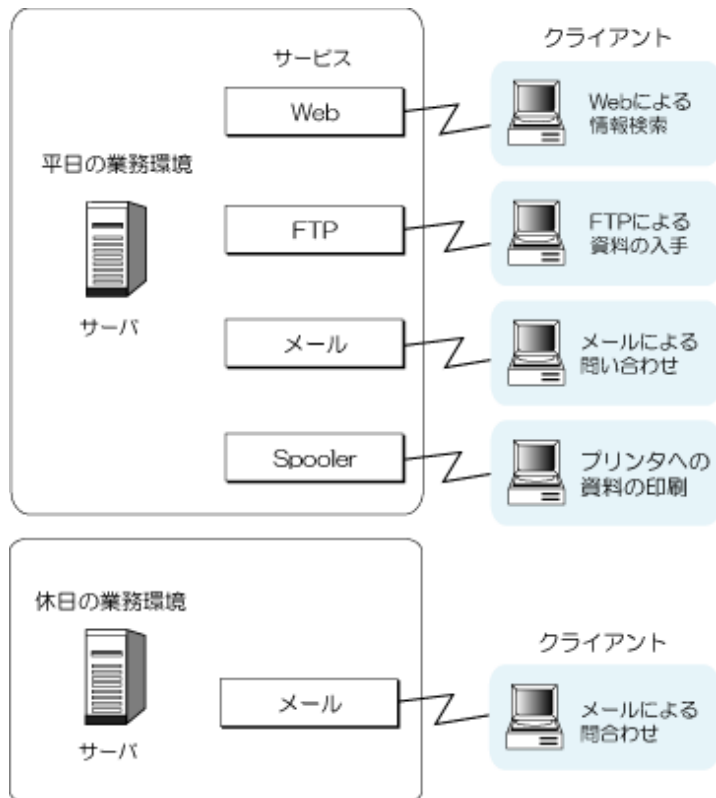 クライアント
サービス
Web
Webによる
情報検索
平日の業務環境
サーバ
FTP
FTPによる
資料の入手
メール
メールによる
問い合わせ
Spooler
プリンタへの
資料の印刷
休日の業務環境
サーバ
メール
クライアント
メールによる
問合わせ